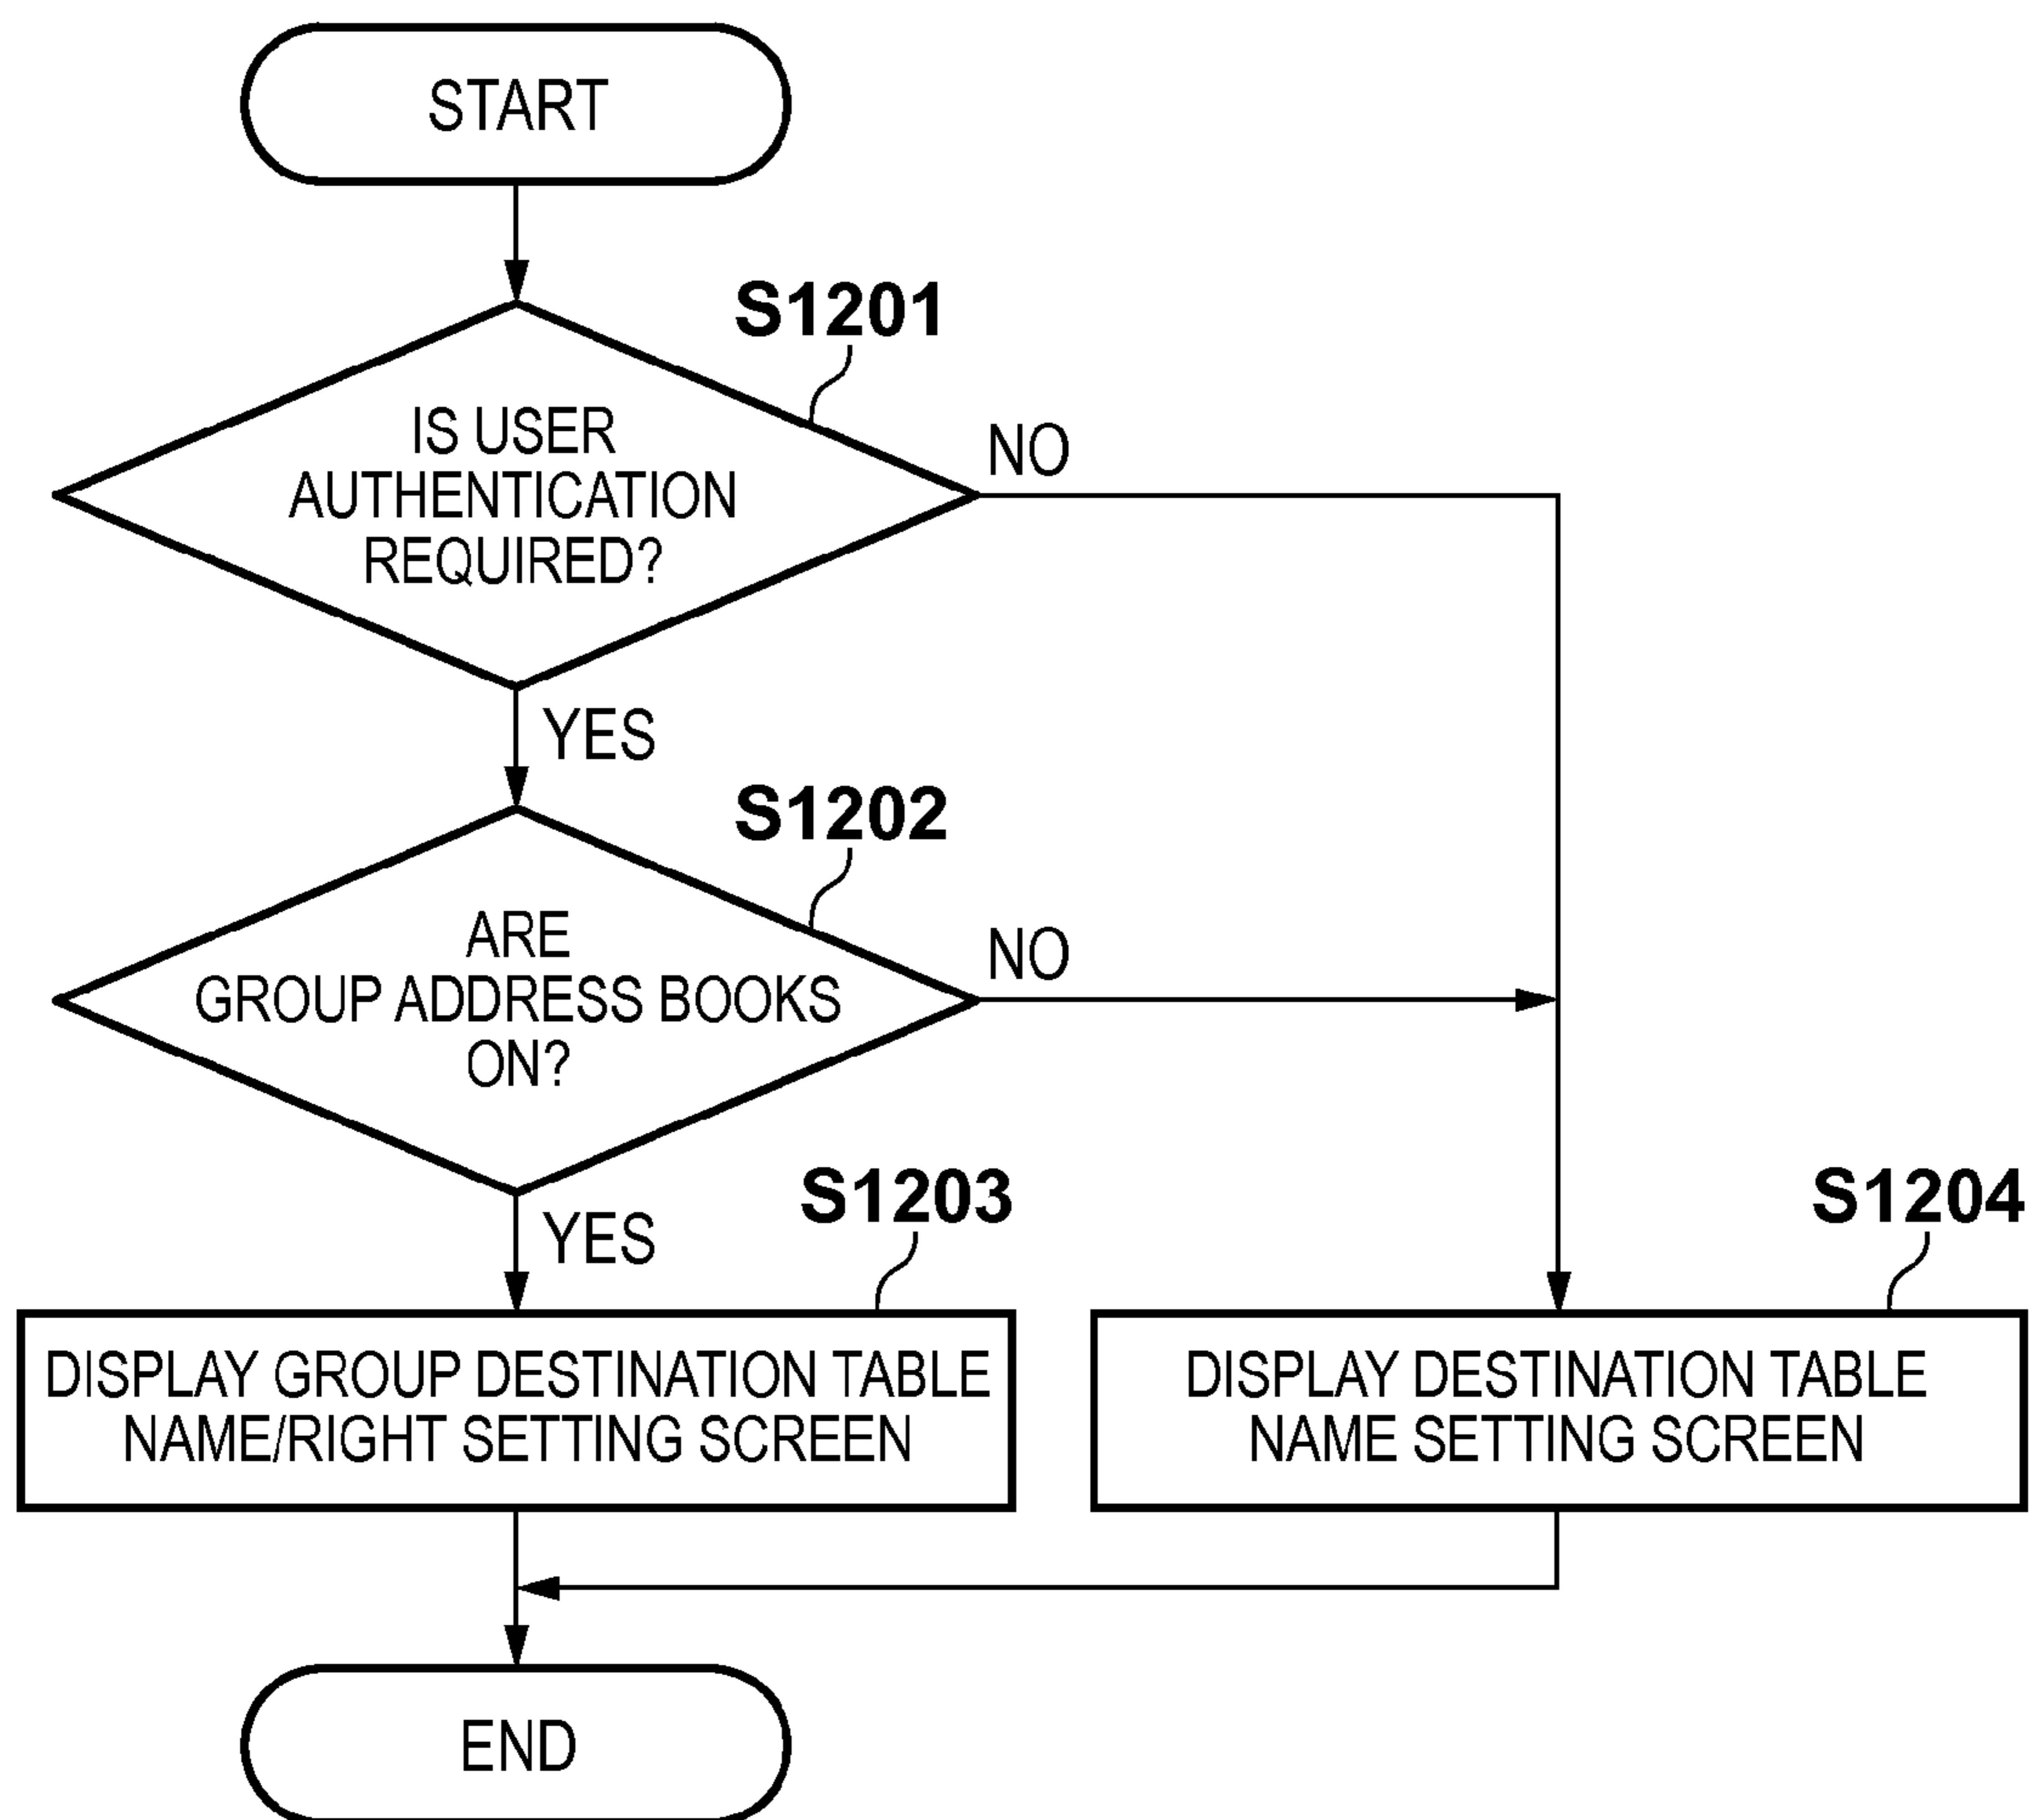 START
S1201
IS USER
AUTHENTICATION
REQUIRED?
NO
YES
S1202
ARE
GROUP ADDRESS BOOKS
ON?
NO
YES
S1203
DISPLAY GROUP DESTINATION TABLE
NAME/RIGHT SETTING SCREEN
S1204
DISPLAY DESTINATION TABLE
NAME SETTING SCREEN
END